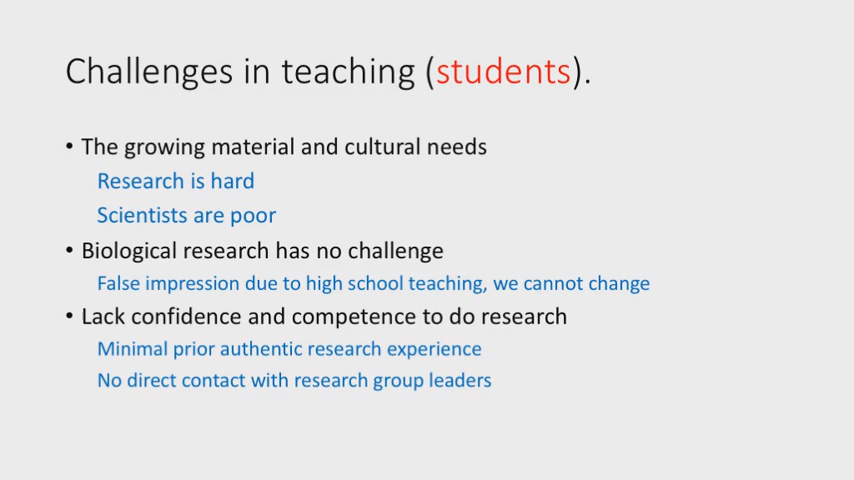 Challenges in teaching (students).
• The growing material and cultural needs
Research is hard
Scientists are poor
• Biological research has no challenge
False impression due to high school teaching, we cannot change
• Lack confidence and competence to do research
Minimal prior authentic research experience
No direct contact with research group leaders